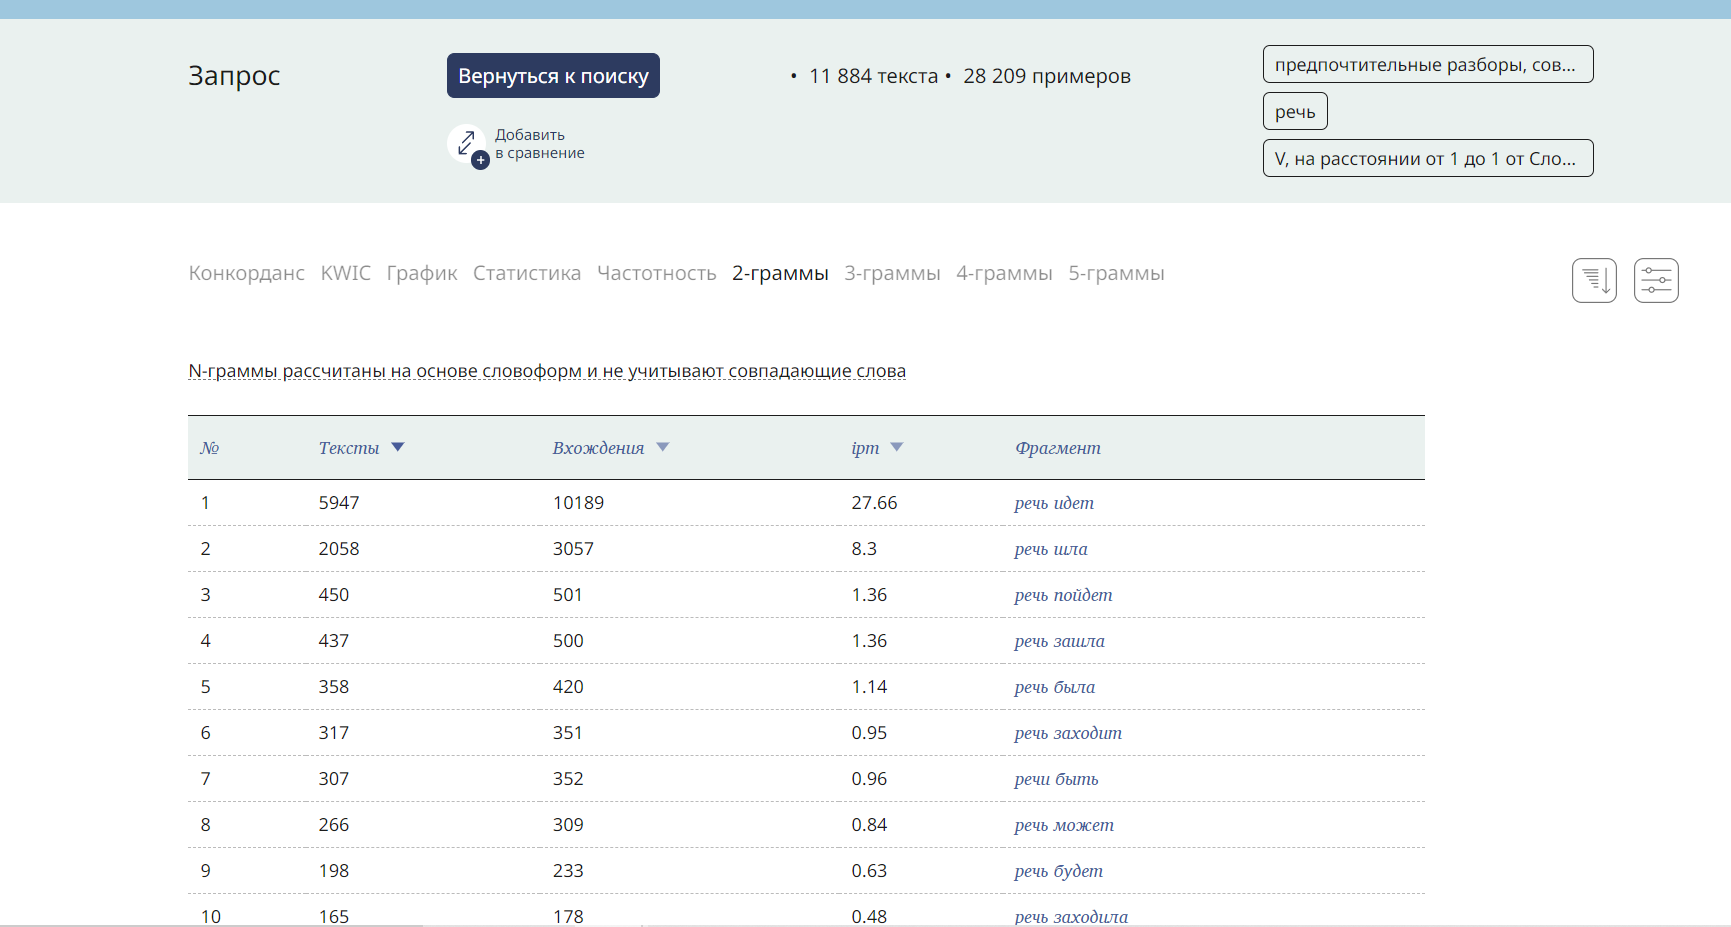 Запрос
Вернуться к поиску
• 11 884 текста • 28 209 примеров
Добавить
в сравнение
предпочтительные разборы, сов...
речь
V, на расстоянии от 1 до 1 от Сло...
Конкорданс KWIC График Статистика Частотность 2-граммы 3-граммы 4-граммы 5-граммы
N-граммы рассчитаны на основе словоформ и не учитывают совпадающие слова
№ Тексты Вхождения ipm Фрагмент
1 5947 10189 27.66 речь идет
2 2058 3057 8.3 речь шла
3 450 501 1.36 речь пойдет
4 437 500 1.36 речь зашла
5 358 420 1.14 речь была
6 317 351 0.95 речь заходит
7 307 352 0.96 речи быть
8 266 309 0.84 речь может
9 198 233 0.63 речь будет
10 165 178 0.48 речь заходила